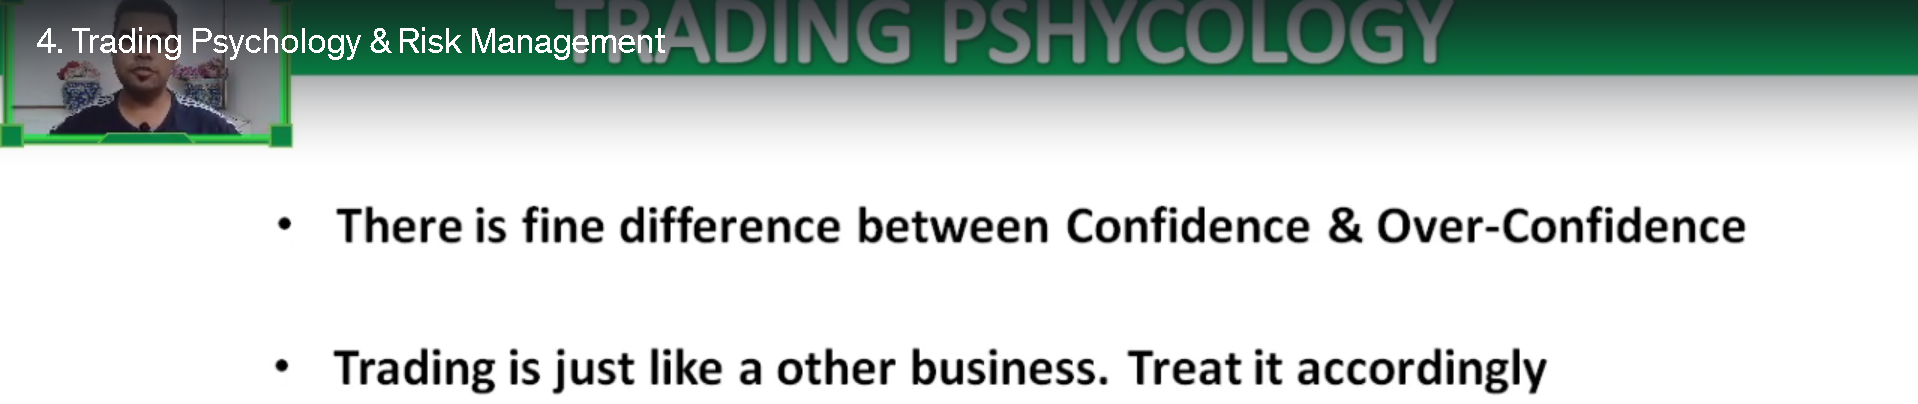 4. Trading Psychology & Risk Management
TRADING PSHYCOLOGY
• There is fine difference between Confidence & Over-Confidence
• Trading is just like a other business. Treat it accordingly